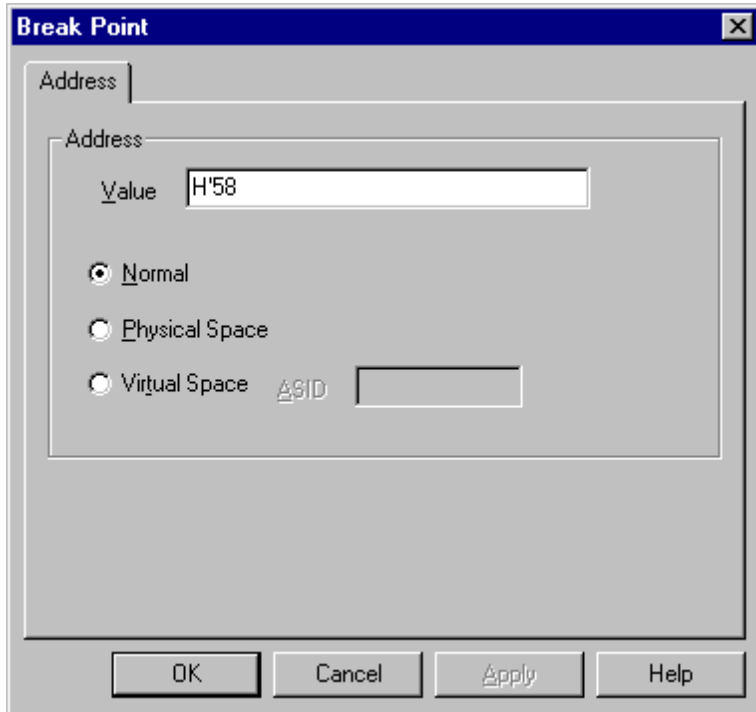 Break Point
Address
Address
Value H'58
Normal
Physical Space
Virtual Space ASID
OK Cancel Apply Help